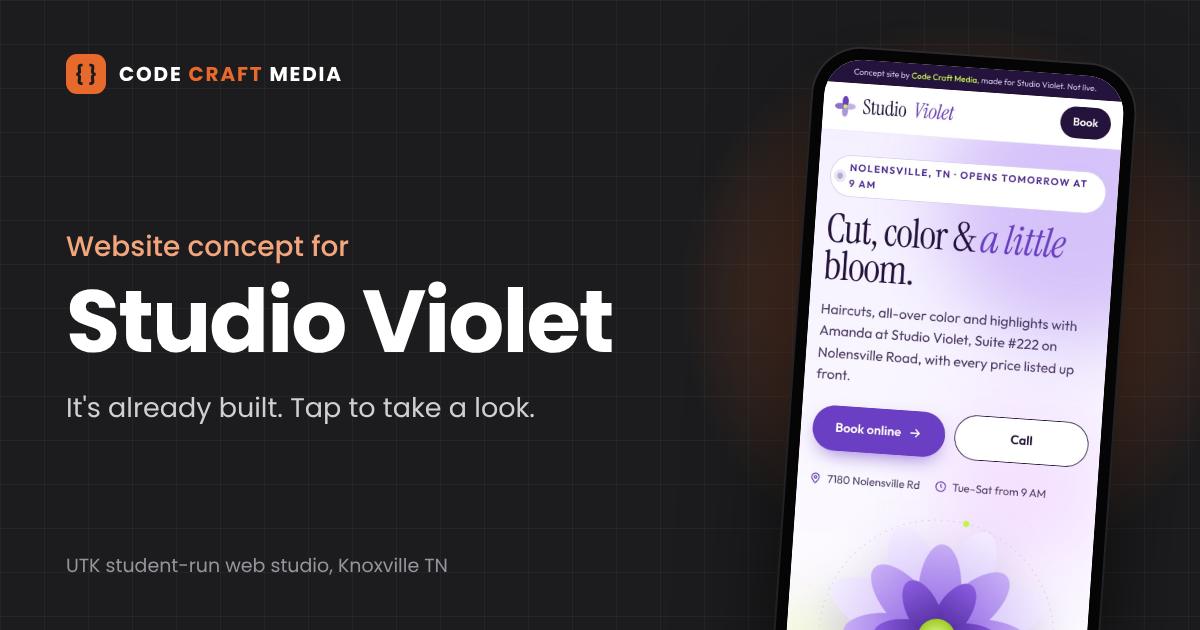 { } CODE CRAFT MEDIA
Website concept for
Studio Violet
It's already built. Tap to take a look.
UTK student-run web studio, Knoxville TN
Concept site by Code Craft Media, made for Studio Violet. Not live.
Studio Violet
Book
NOLENSVILLE, TN · OPENS TOMORROW AT
9 AM
Cut, color & a little
bloom.
Haircuts, all-over color and highlights with
Amanda at Studio Violet, Suite #222 on
Nolensville Road, with every price listed up
front.
Book online →
Call
7180 Nolensville Rd
Tue–Sat from 9 AM